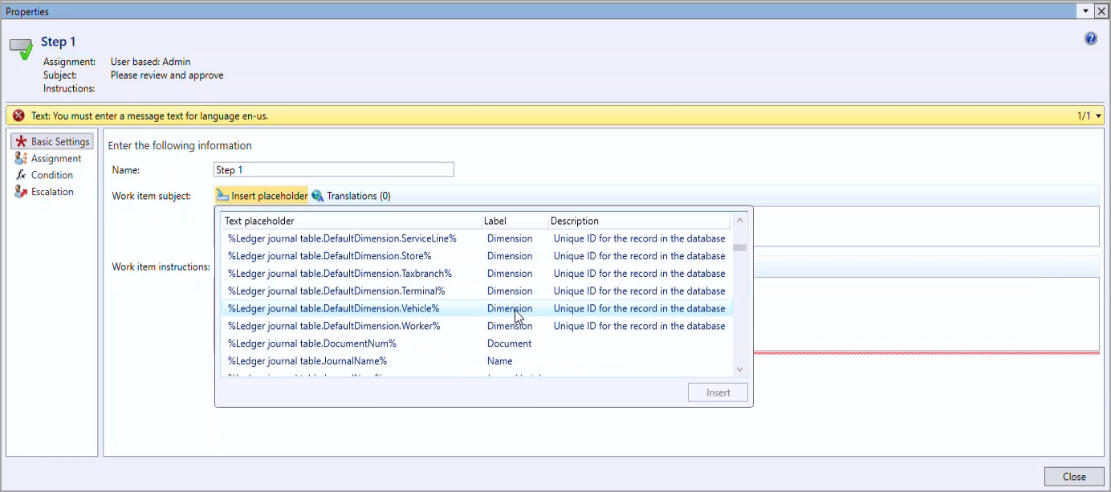 Properties
Step 1
Assignment: User based: Admin
Subject: Please review and approve
Instructions:
Text: You must enter a message text for language en-us. 1/1
Basic Settings
Assignment
fx Condition
Escalation
Enter the following information
Name: Step 1
Work item subject: Insert placeholder Translations (0)
Text placeholder Label Description
%Ledger journal table.DefaultDimension.ServiceLine% Dimension Unique ID for the record in the database
%Ledger journal table.DefaultDimension.Store% Dimension Unique ID for the record in the database
Work item instructions: %Ledger journal table.DefaultDimension.Taxbranch% Dimension Unique ID for the record in the database
%Ledger journal table.DefaultDimension.Terminal% Dimension Unique ID for the record in the database
%Ledger journal table.DefaultDimension.Vehicle% Dimension Unique ID for the record in the database
%Ledger journal table.DefaultDimension.Worker% Dimension Unique ID for the record in the database
%Ledger journal table.DocumentNum% Document
%Ledger journal table.JournalName% Name
Insert
Close